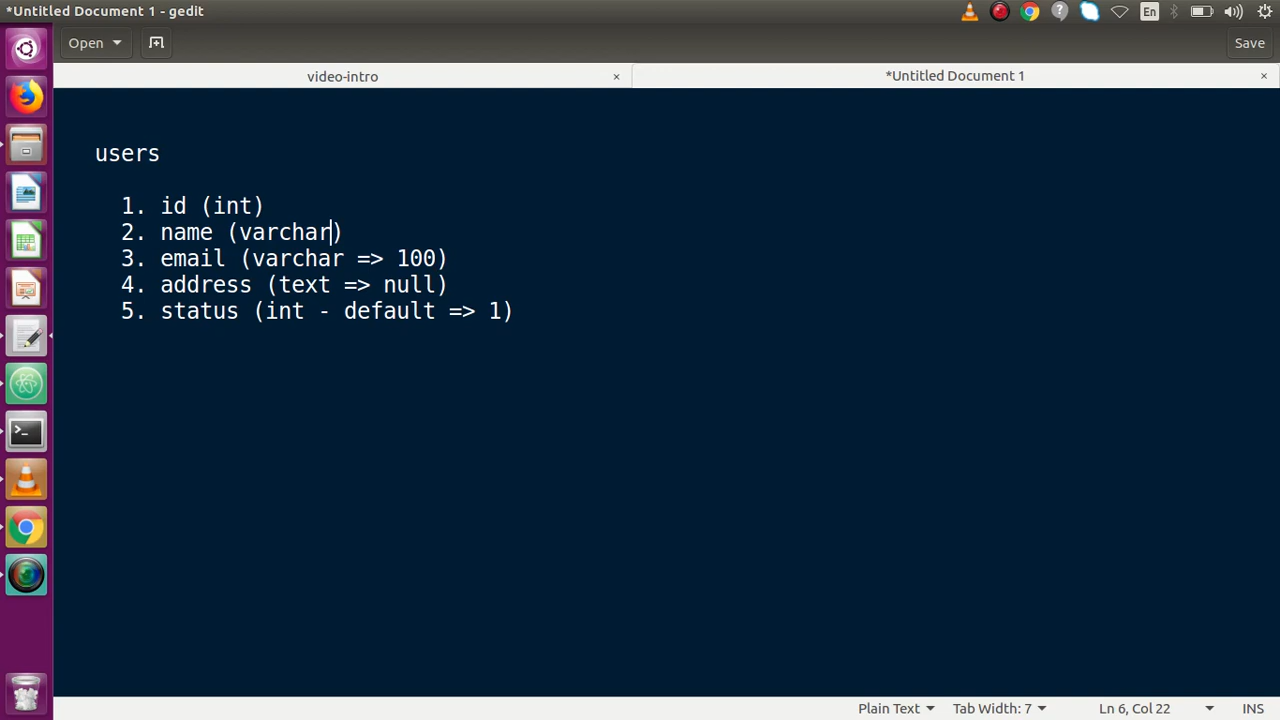 *Untitled Document 1 - gedit
En
Open
Save
video-intro
*Untitled Document 1
users
1. id (int)
2. name (varchar)
3. email (varchar => 100)
4. address (text => null)
5. status (int - default => 1)
Plain Text
Tab Width: 7
Ln 6, Col 22
INS